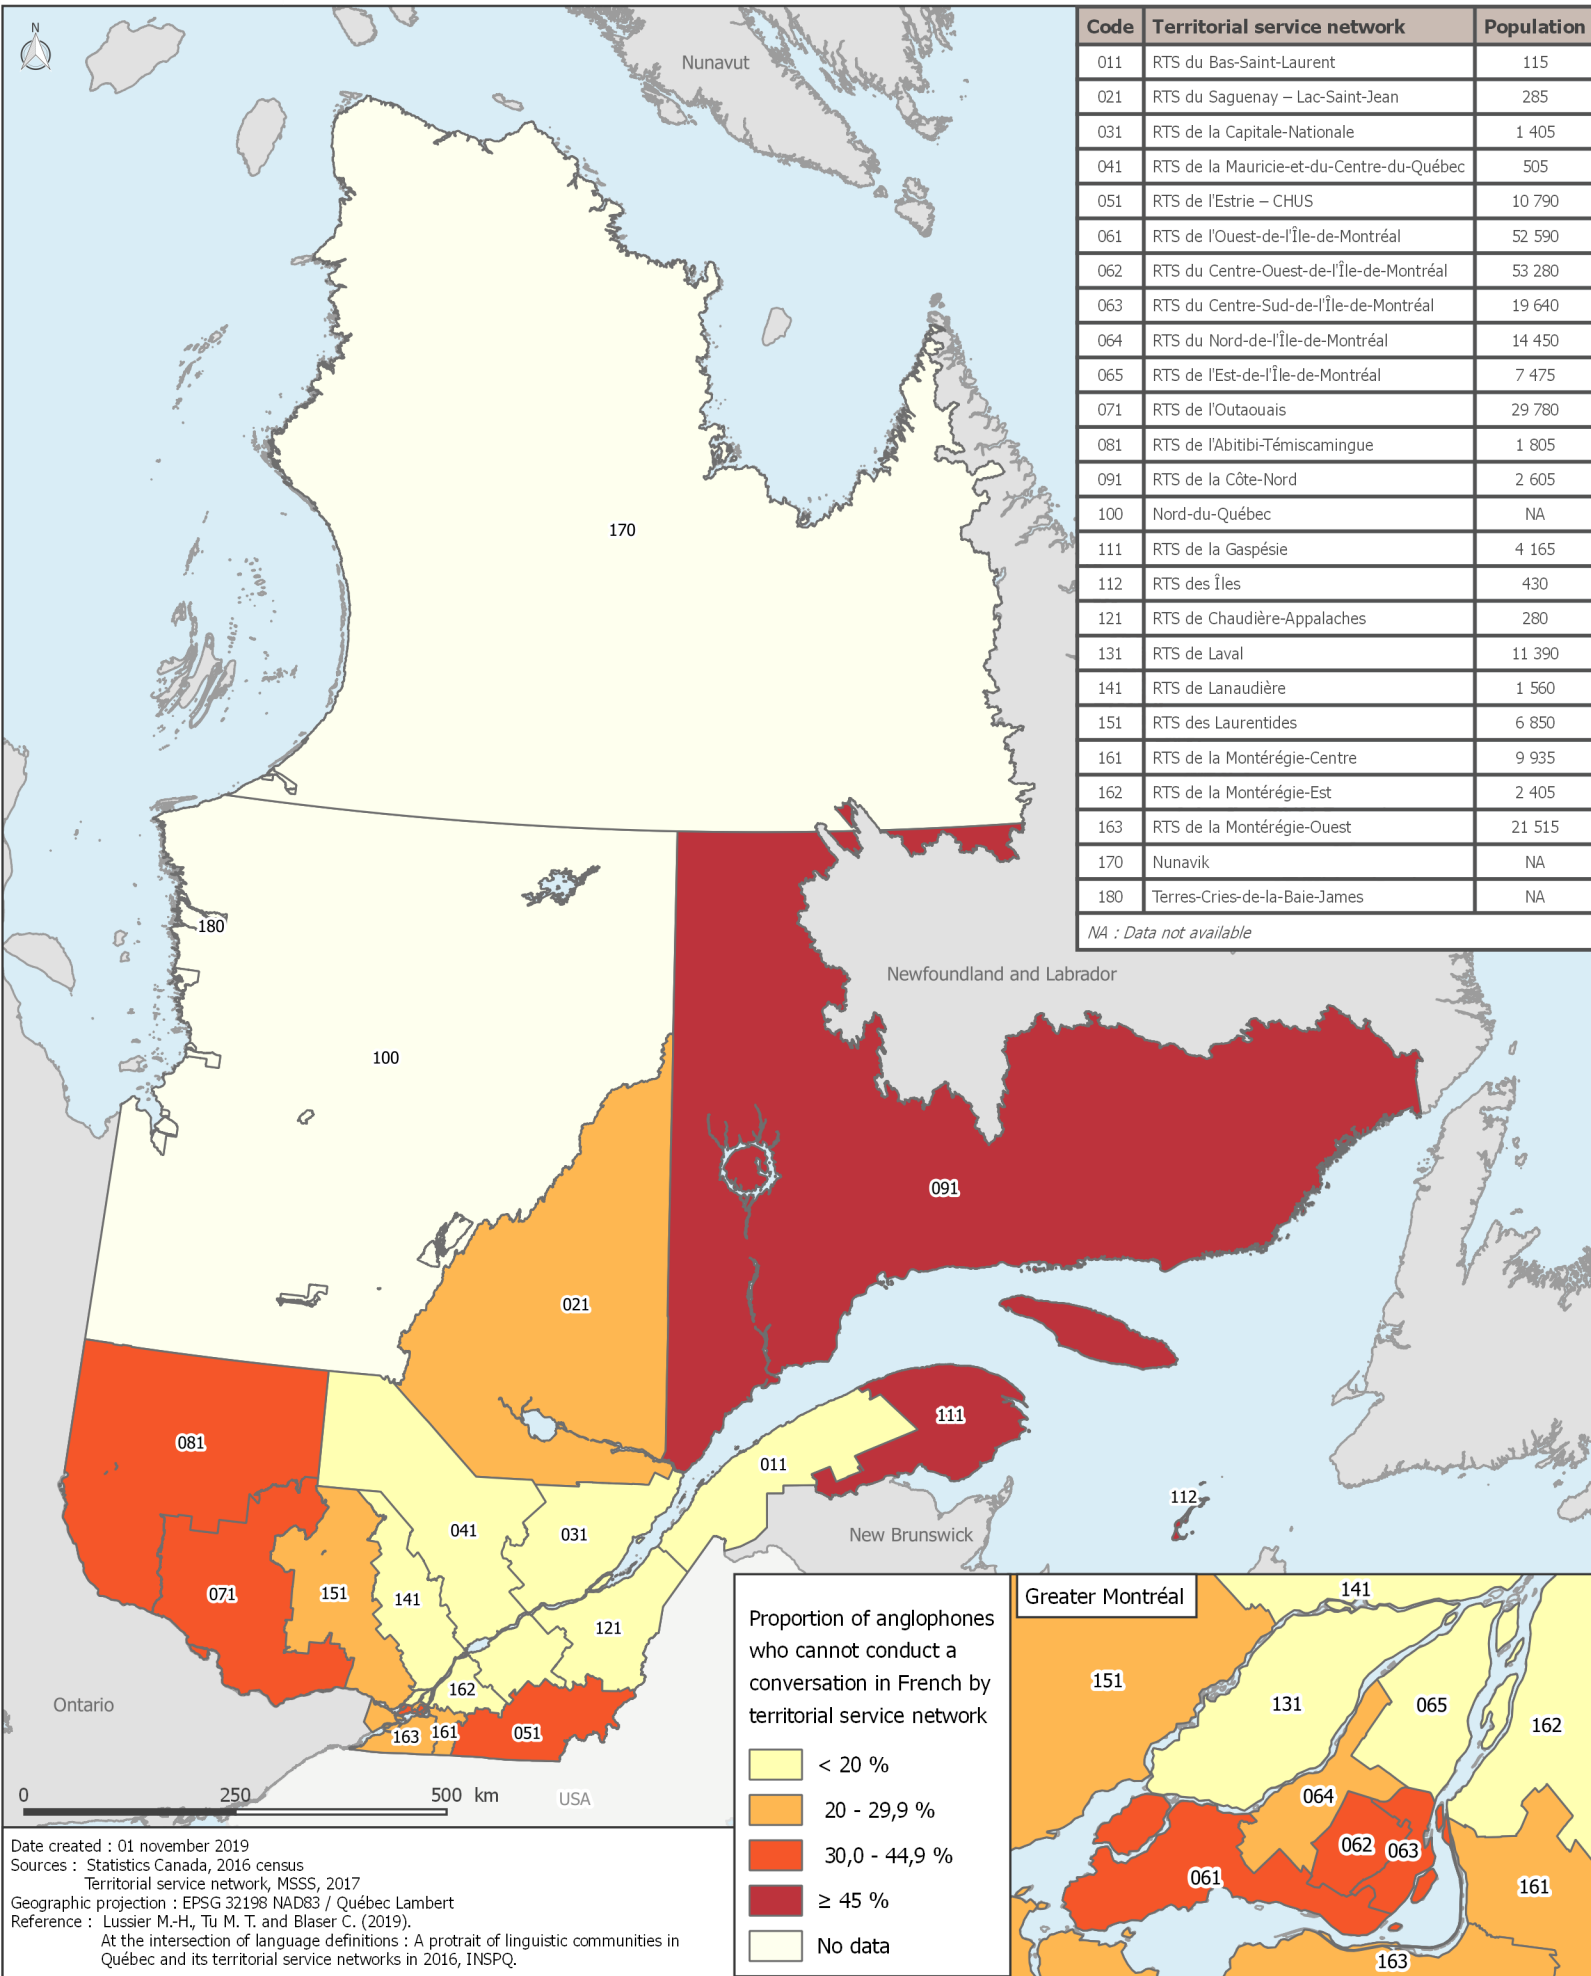 N
Nunavut
Code Territorial service network Population
011 RTS du Bas-Saint-Laurent 115
021 RTS du Saguenay – Lac-Saint-Jean 285
031 RTS de la Capitale-Nationale 1 405
041 RTS de la Mauricie-et-du-Centre-du-Québec 505
051 RTS de l'Estrie – CHUS 10 790
061 RTS de l'Ouest-de-l'Île-de-Montréal 52 590
062 RTS du Centre-Ouest-de-l'Île-de-Montréal 53 280
063 RTS du Centre-Sud-de-l'Île-de-Montréal 19 640
064 RTS du Nord-de-l'Île-de-Montréal 14 450
065 RTS de l'Est-de-l'Île-de-Montréal 7 475
071 RTS de l'Outaouais 29 780
081 RTS de l'Abitibi-Témiscamingue 1 805
091 RTS de la Côte-Nord 2 605
100 Nord-du-Québec NA
111 RTS de la Gaspésie 4 165
112 RTS des Îles 430
121 RTS de Chaudière-Appalaches 280
131 RTS de Laval 11 390
141 RTS de Lanaudière 1 560
151 RTS des Laurentides 6 850
161 RTS de la Montérégie-Centre 9 935
162 RTS de la Montérégie-Est 2 405
163 RTS de la Montérégie-Ouest 21 515
170 Nunavik NA
180 Terres-Cries-de-la-Baie-James NA
NA : Data not available
170
180
Newfoundland and Labrador
100
091
021
111
081
011
112
041
031
New Brunswick
071
151
141
121
162
Ontario
163
161
051
USA
0 250 500 km
Date created : 01 november 2019
Sources : Statistics Canada, 2016 census
Territorial service network, MSSS, 2017
Geographic projection : EPSG 32198 NAD83 / Québec Lambert
Reference : Lussier M.-H., Tu M. T. and Blaser C. (2019).
At the intersection of language definitions : A protrait of linguistic communities in
Québec and its territorial service networks in 2016, INSPQ.
Proportion of anglophones
who cannot conduct a
conversation in French by
territorial service network
< 20 %
20 - 29,9 %
30,0 - 44,9 %
≥ 45 %
No data
Greater Montréal
141
151
131
065
162
064
062
063
061
161
163